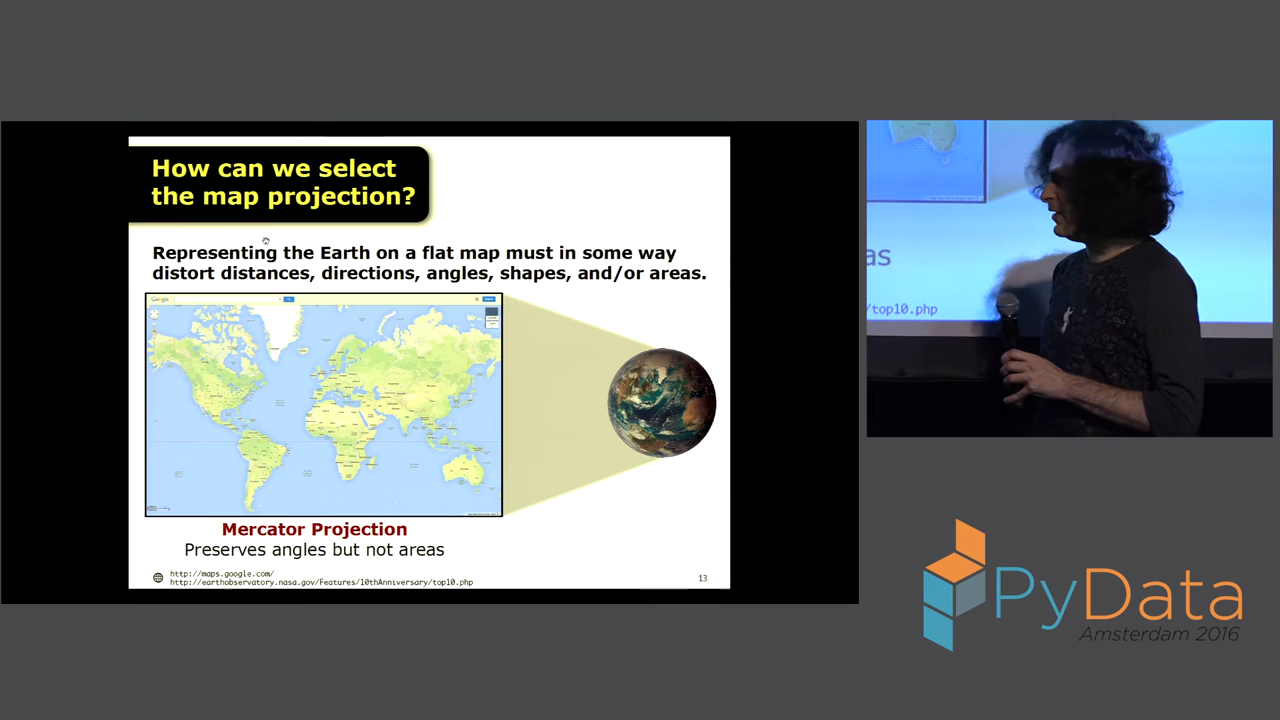 How can we select
the map projection?
Representing the Earth on a flat map must in some way
distort distances, directions, angles, shapes, and/or areas.
Google
Mercator Projection
Preserves angles but not areas
http://maps.google.com/
http://earthobservatory.nasa.gov/Features/10thAnniversary/top10.php
13
as
/top10.php
PyData
Amsterdam 2016